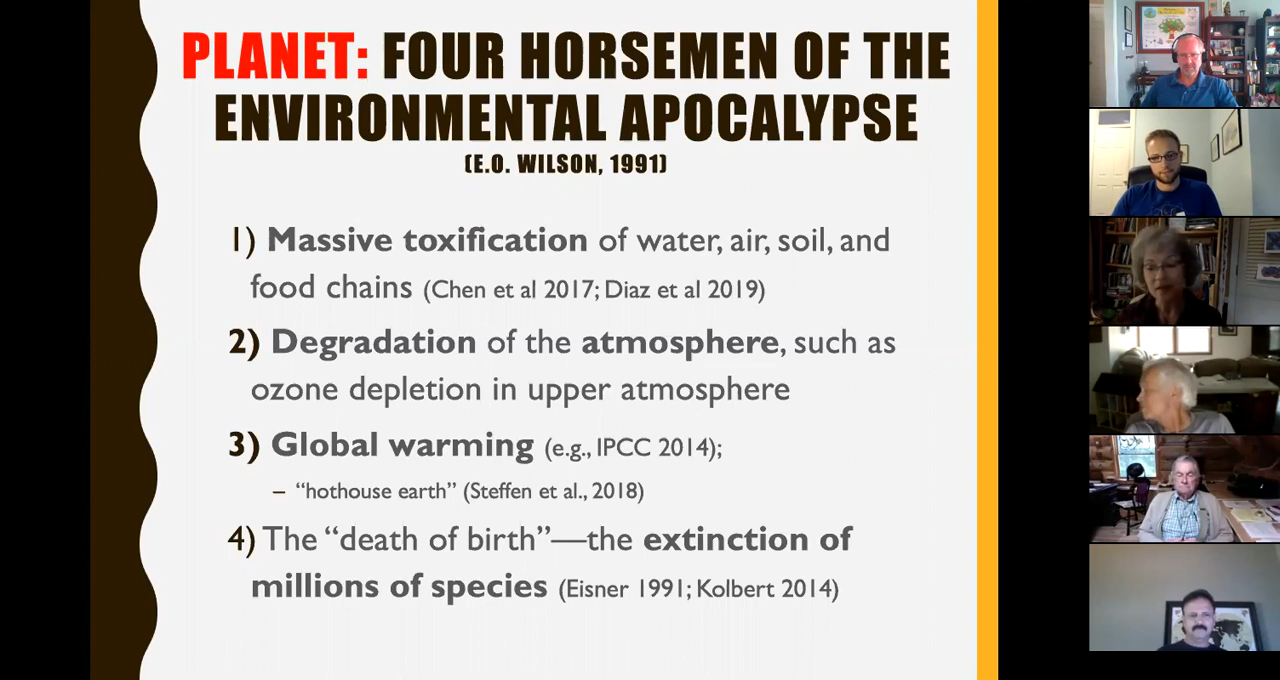 PLANET: FOUR HORSEMEN OF THE
ENVIRONMENTAL APOCALYPSE
(E.O. WILSON, 1991)
1) Massive toxification of water, air, soil, and
food chains (Chen et al 2017; Diaz et al 2019)
2) Degradation of the atmosphere, such as
ozone depletion in upper atmosphere
3) Global warming (e.g., IPCC 2014);
– “hothouse earth” (Steffen et al., 2018)
4) The “death of birth”—the extinction of
millions of species (Eisner 1991; Kolbert 2014)